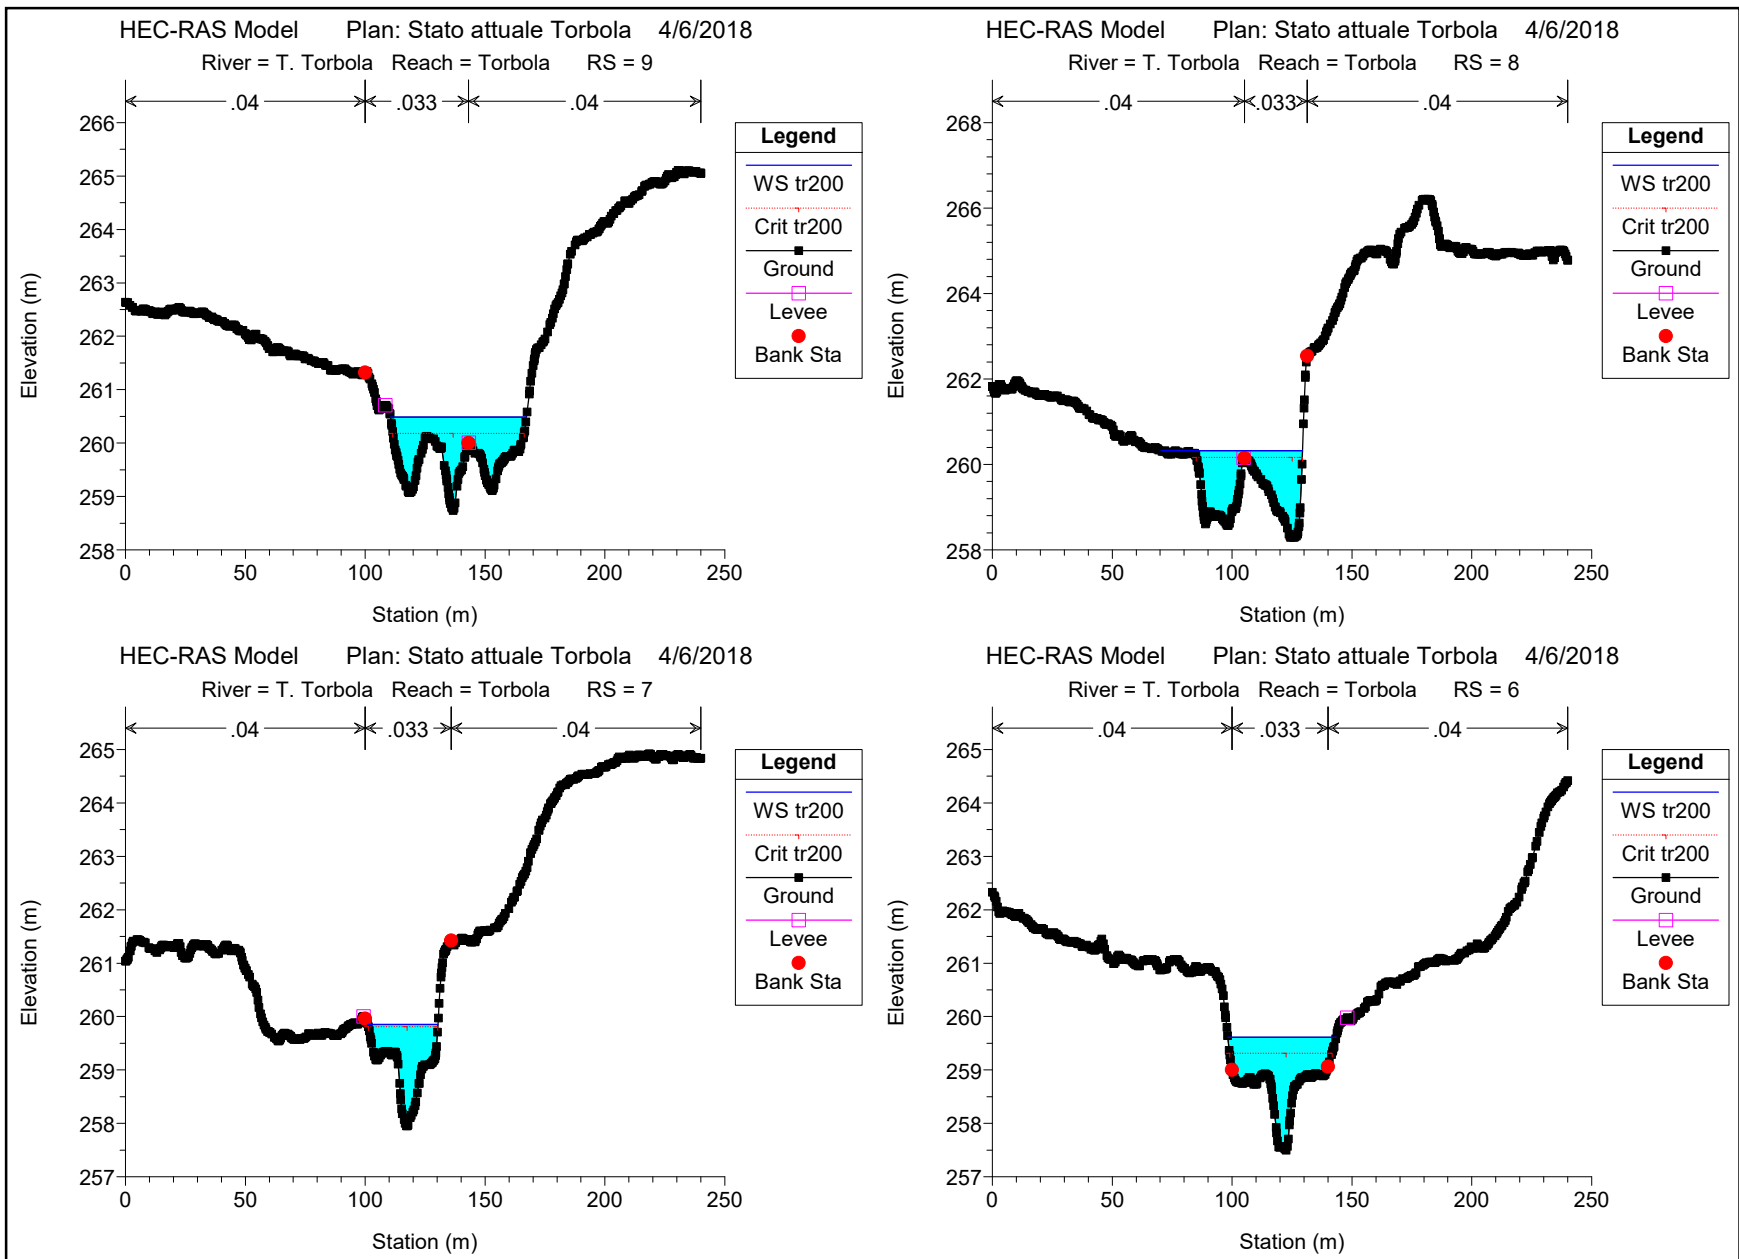 HEC-RAS Model Plan: Stato attuale Torbola 4/6/2018
River = T. Torbola Reach = Torbola RS = 9
.04 .033 .04
266
265
264
263
262
261
260
259
258
Elevation (m)
0 50 100 150 200 250
Station (m)
Legend
WS tr200
Crit tr200
Ground
Levee
Bank Sta
HEC-RAS Model Plan: Stato attuale Torbola 4/6/2018
River = T. Torbola Reach = Torbola RS = 8
.04 .033 .04
268
266
264
262
260
258
Elevation (m)
0 50 100 150 200 250
Station (m)
Legend
WS tr200
Crit tr200
Ground
Levee
Bank Sta
HEC-RAS Model Plan: Stato attuale Torbola 4/6/2018
River = T. Torbola Reach = Torbola RS = 7
.04 .033 .04
265
264
263
262
261
260
259
258
257
Elevation (m)
0 50 100 150 200 250
Station (m)
Legend
WS tr200
Crit tr200
Ground
Levee
Bank Sta
HEC-RAS Model Plan: Stato attuale Torbola 4/6/2018
River = T. Torbola Reach = Torbola RS = 6
.04 .033 .04
265
264
263
262
261
260
259
258
257
Elevation (m)
0 50 100 150 200 250
Station (m)
Legend
WS tr200
Crit tr200
Ground
Levee
Bank Sta